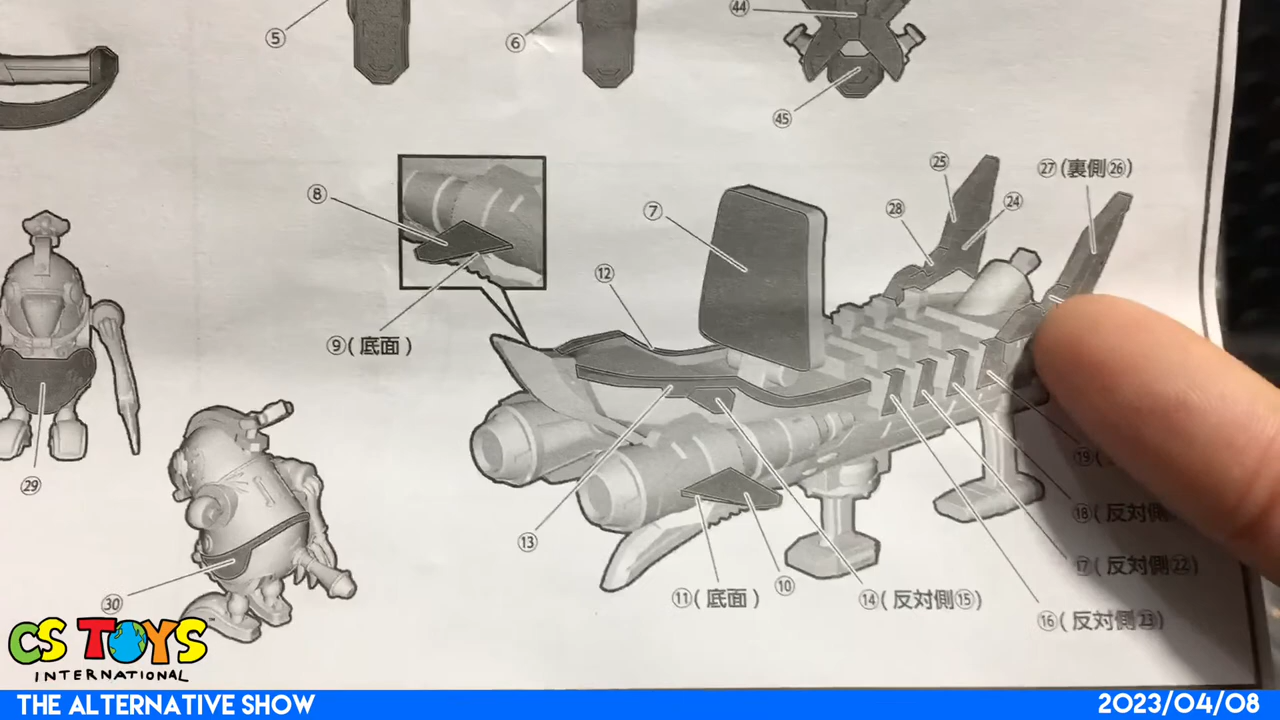 ⑤
⑥
㊹
㊺
⑧
⑦
㉕
㉗(裏側㉖)
㉘
㉔
⑫
⑨(底面)
㉙
⑲(
⑱(反対側
⑬
⑰(反対側㉒)
⑪(底面)
⑩
⑭(反対側⑮)
㉚
⑯(反対側㉓)
CS TOYS
INTERNATIONAL
THE ALTERNATIVE SHOW
2023/04/08